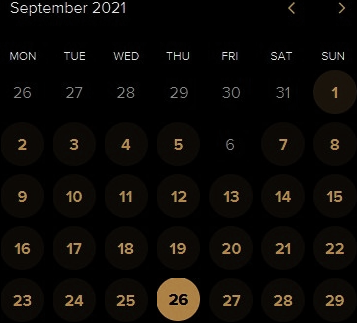 September 2021
MON TUE WED THU FRI SAT SUN
26 27 28 29 30 31 1
2 3 4 5 6 7 8
9 10 11 12 13 14 15
16 17 18 19 20 21 22
23 24 25 26 27 28 29